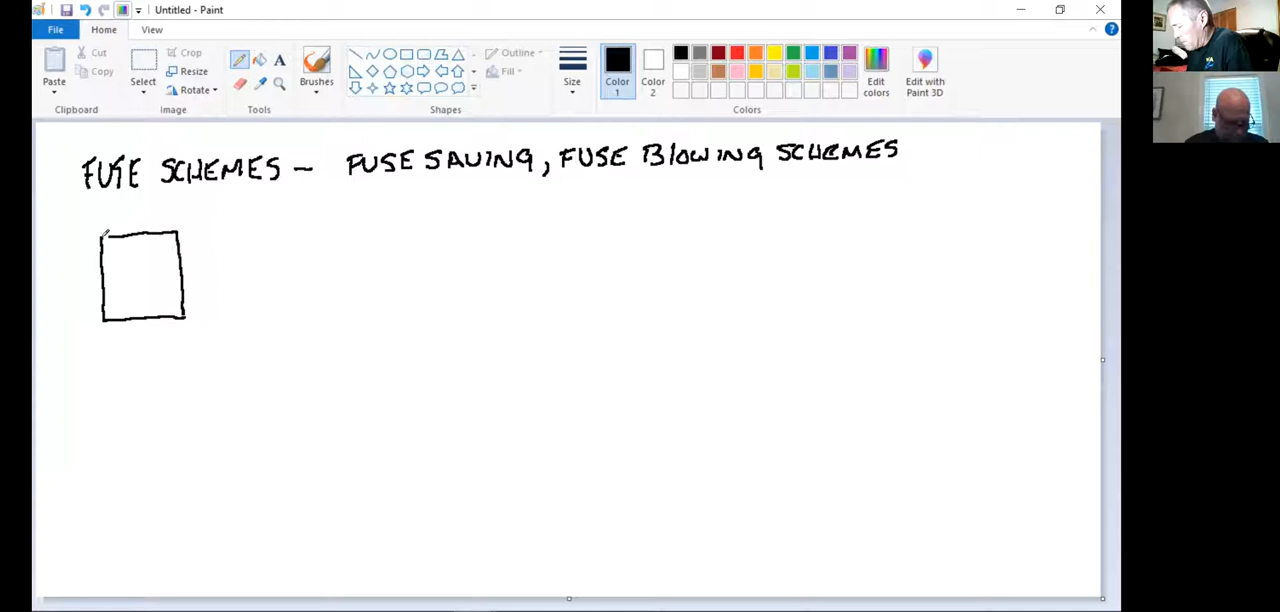 Untitled - Paint
File
Home
View
Paste
Cut
Copy
Clipboard
Select
Crop
Resize
Rotate
Image
Tools
Brushes
Outline
Fill
Shapes
Size
Color 1
Color 2
Edit colors
Edit with Paint 3D
Colors
FUSE SCHEMES - FUSE SAVING, FUSE BlOWING SCHEMES